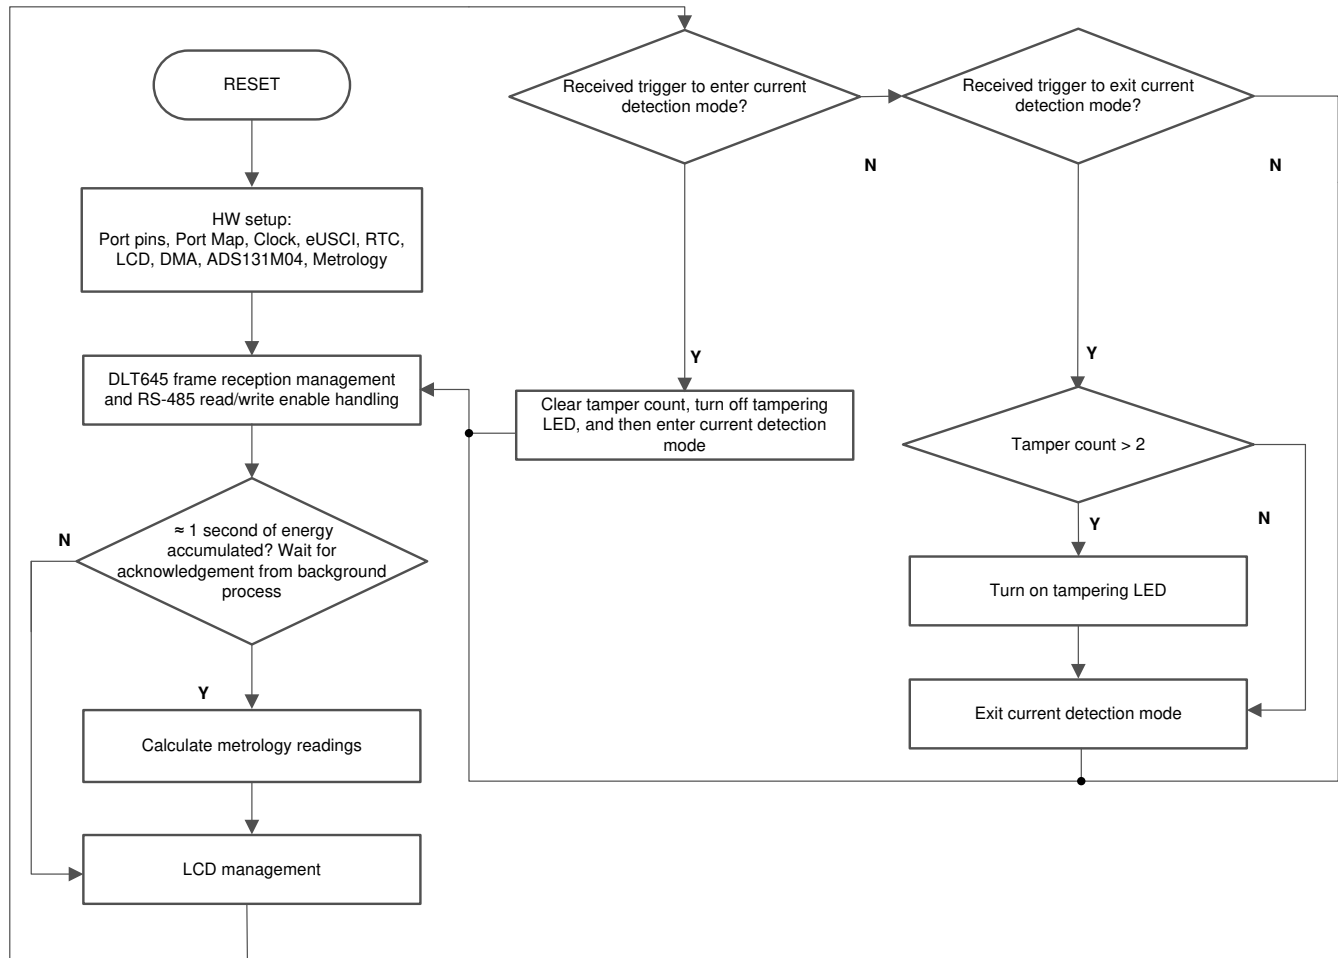 RESET
HW setup:
Port pins, Port Map, Clock, eUSCI, RTC,
LCD, DMA, ADS131M04, Metrology
DLT645 frame reception management
and RS-485 read/write enable handling
≈ 1 second of energy
accumulated? Wait for
acknowledgement from background
process
N
Y
Calculate metrology readings
LCD management
Received trigger to enter current
detection mode?
N
Y
Clear tamper count, turn off tampering
LED, and then enter current detection
mode
Received trigger to exit current
detection mode?
N
Y
Tamper count > 2
Y
N
Turn on tampering LED
Exit current detection mode